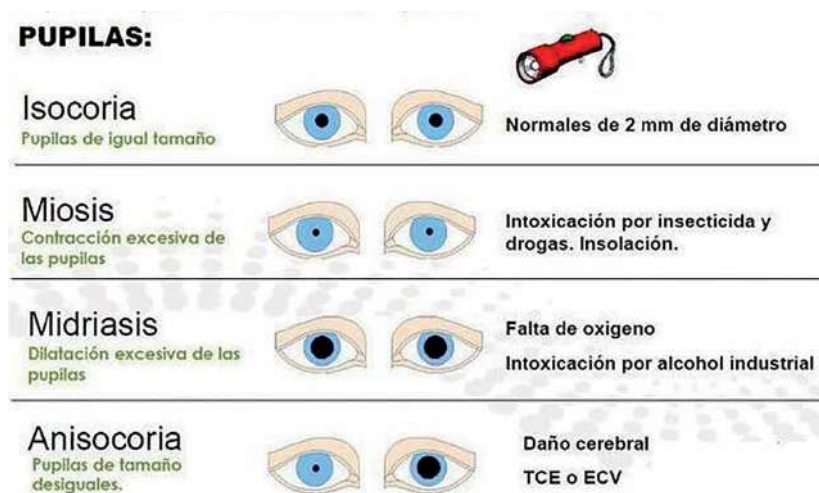 PUPILAS:
Isocoria
Pupilas de igual tamaño
Normales de 2 mm de diámetro
Miosis
Contracción excesiva de
las pupilas
Intoxicación por insecticida y
drogas. Insolación.
Midriasis
Dilatación excesiva de las
pupilas
Falta de oxigeno
Intoxicación por alcohol industrial
Anisocoria
Pupilas de tamaño
desiguales.
Daño cerebral
TCE o ECV